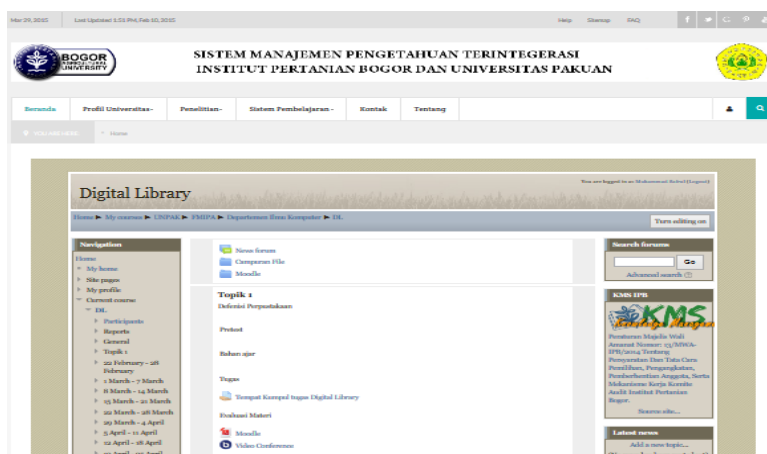 Mar 29, 2015
Last Updated 1:51 PM, Feb 10, 2015
Help
Sitemap
FAQ
BOGOR
AGRICULTURAL
UNIVERSITY
SISTEM MANAJEMEN PENGETAHUAN TERINTEGERASI
INSTITUT PERTANIAN BOGOR DAN UNIVERSITAS PAKUAN
Beranda
Profil Universitas-
Penelitian-
Sistem Pembelajaran -
Kontak
Tentang
YOU ARE HERE:
Home
Digital Library
You are logged in as (Logout)
Home ► My courses ► UNPAK ► FMIPA ► Departemen Ilmu Komputer ► DL
Turn editing on
Navigation
Home
My home
Site pages
My profile
Current course
DL
Participants
Reports
General
Topik 1
22 February - 28
February
1 March - 7 March
8 March - 14 March
15 March - 21 March
22 March - 28 March
29 March - 4 April
5 April - 11 April
12 April - 18 April
News forum
Campuran File
Moodle
Topik 1
Defenisi Perpustakaan
Pretest
Bahan ajar
Tugas
Tempat Kumpul tugas Digital Library
Evaluasi Materi
Moodle
Video Conference
Search forums
Go
Advanced search
KMS IPB
KMS
Peraturan Majelis Wali
Amanat Nomor: 13/MWA-
IPB/2014 Tentang
Persyaratan Dan Tata Cara
Pemilihan, Pengangkatan,
Pemberhentian Anggota, Serta
Mekanisme Kerja Komite
Audit Institut Pertanian
Bogor.
Source site...
Latest news
Add a new topic...